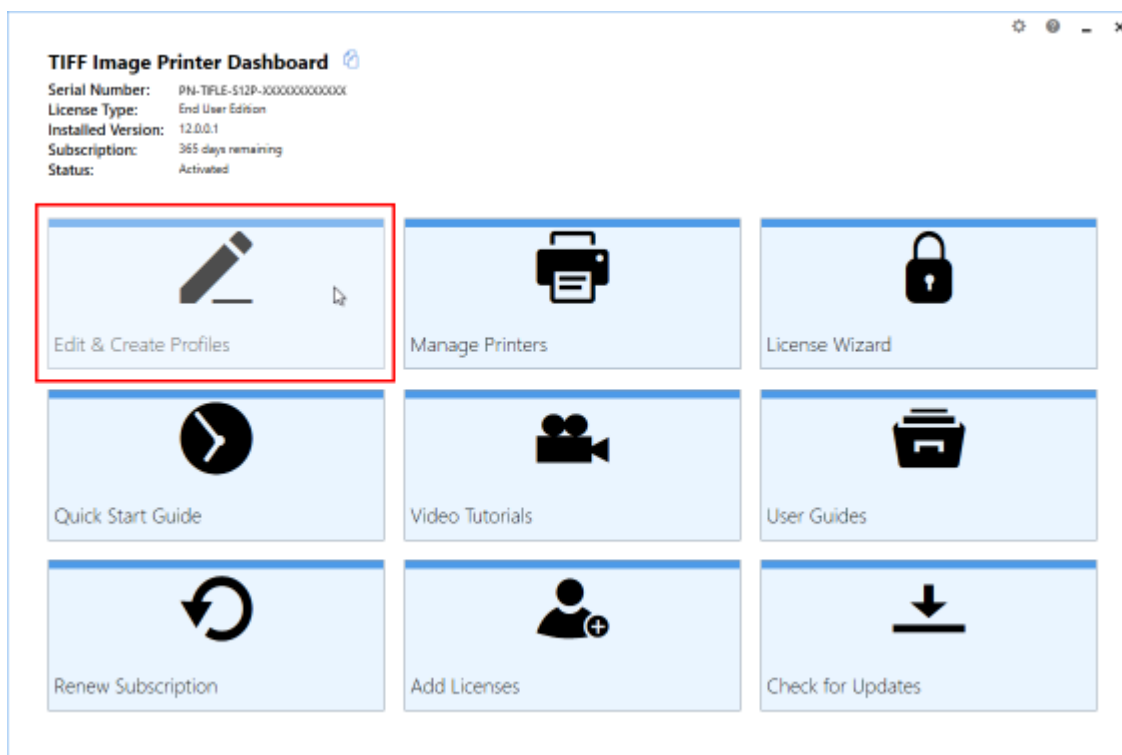 TIFF Image Printer Dashboard
Serial Number: PN-TIFLE-S12P-XXXXXXXXXXXX
License Type: End User Edition
Installed Version: 12.0.0.1
Subscription: 365 days remaining
Status: Activated
Edit & Create Profiles
Manage Printers
License Wizard
Quick Start Guide
Video Tutorials
User Guides
Renew Subscription
Add Licenses
Check for Updates